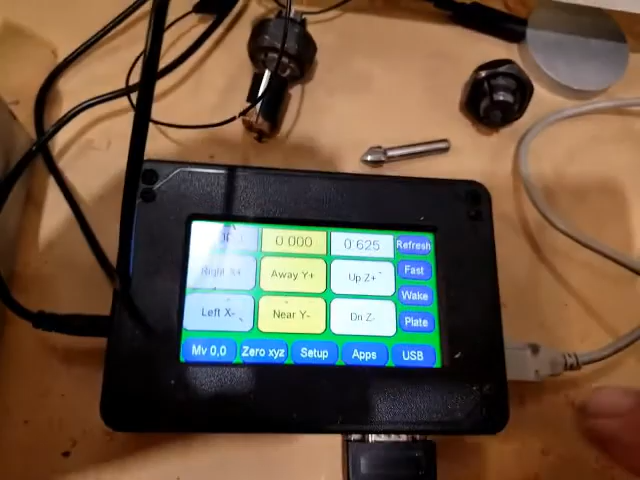 0.000 0.625 Refresh
Right X+ Away Y+ Up Z+ Fast
Wake
Left X- Near Y- Dn Z- Plate
Mv 0,0 Zero xyz Setup Apps USB